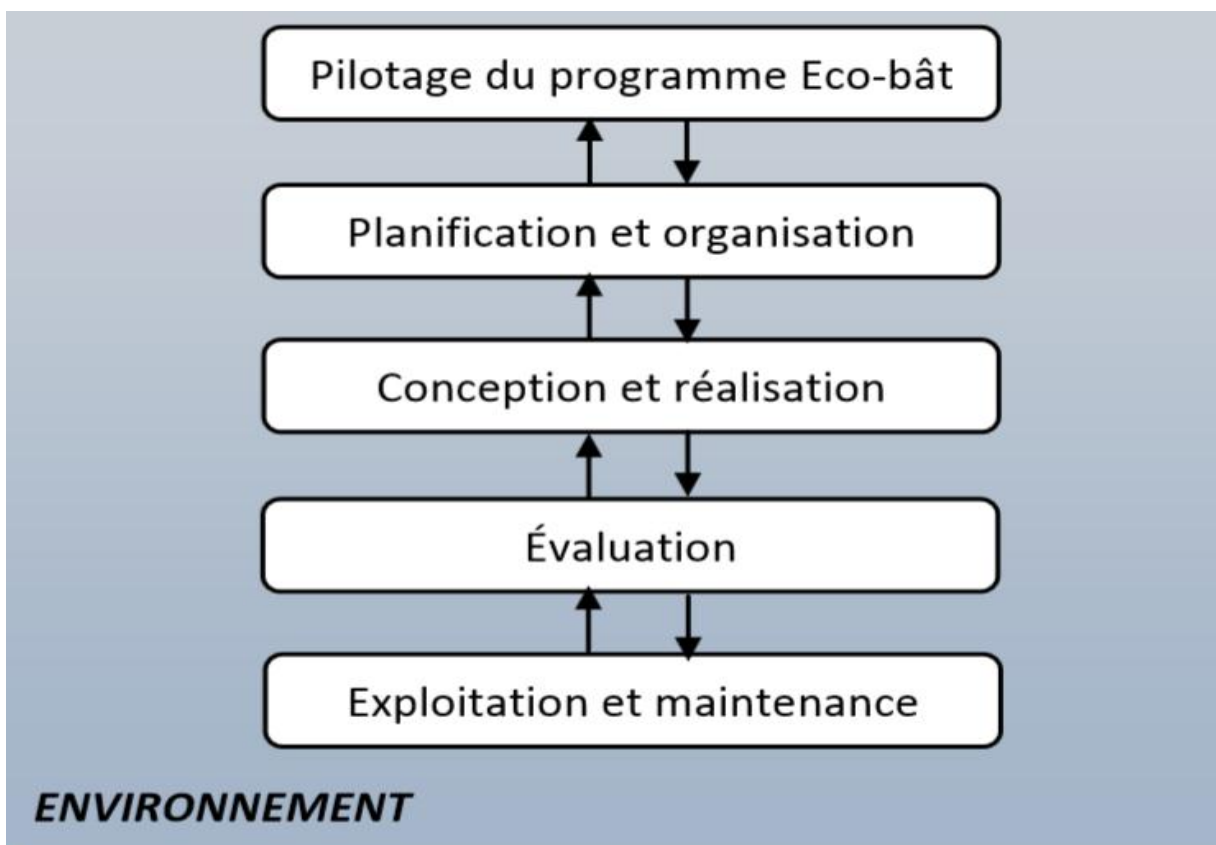 Pilotage du programme Eco-bât
Planification et organisation
Conception et réalisation
Évaluation
Exploitation et maintenance
ENVIRONNEMENT